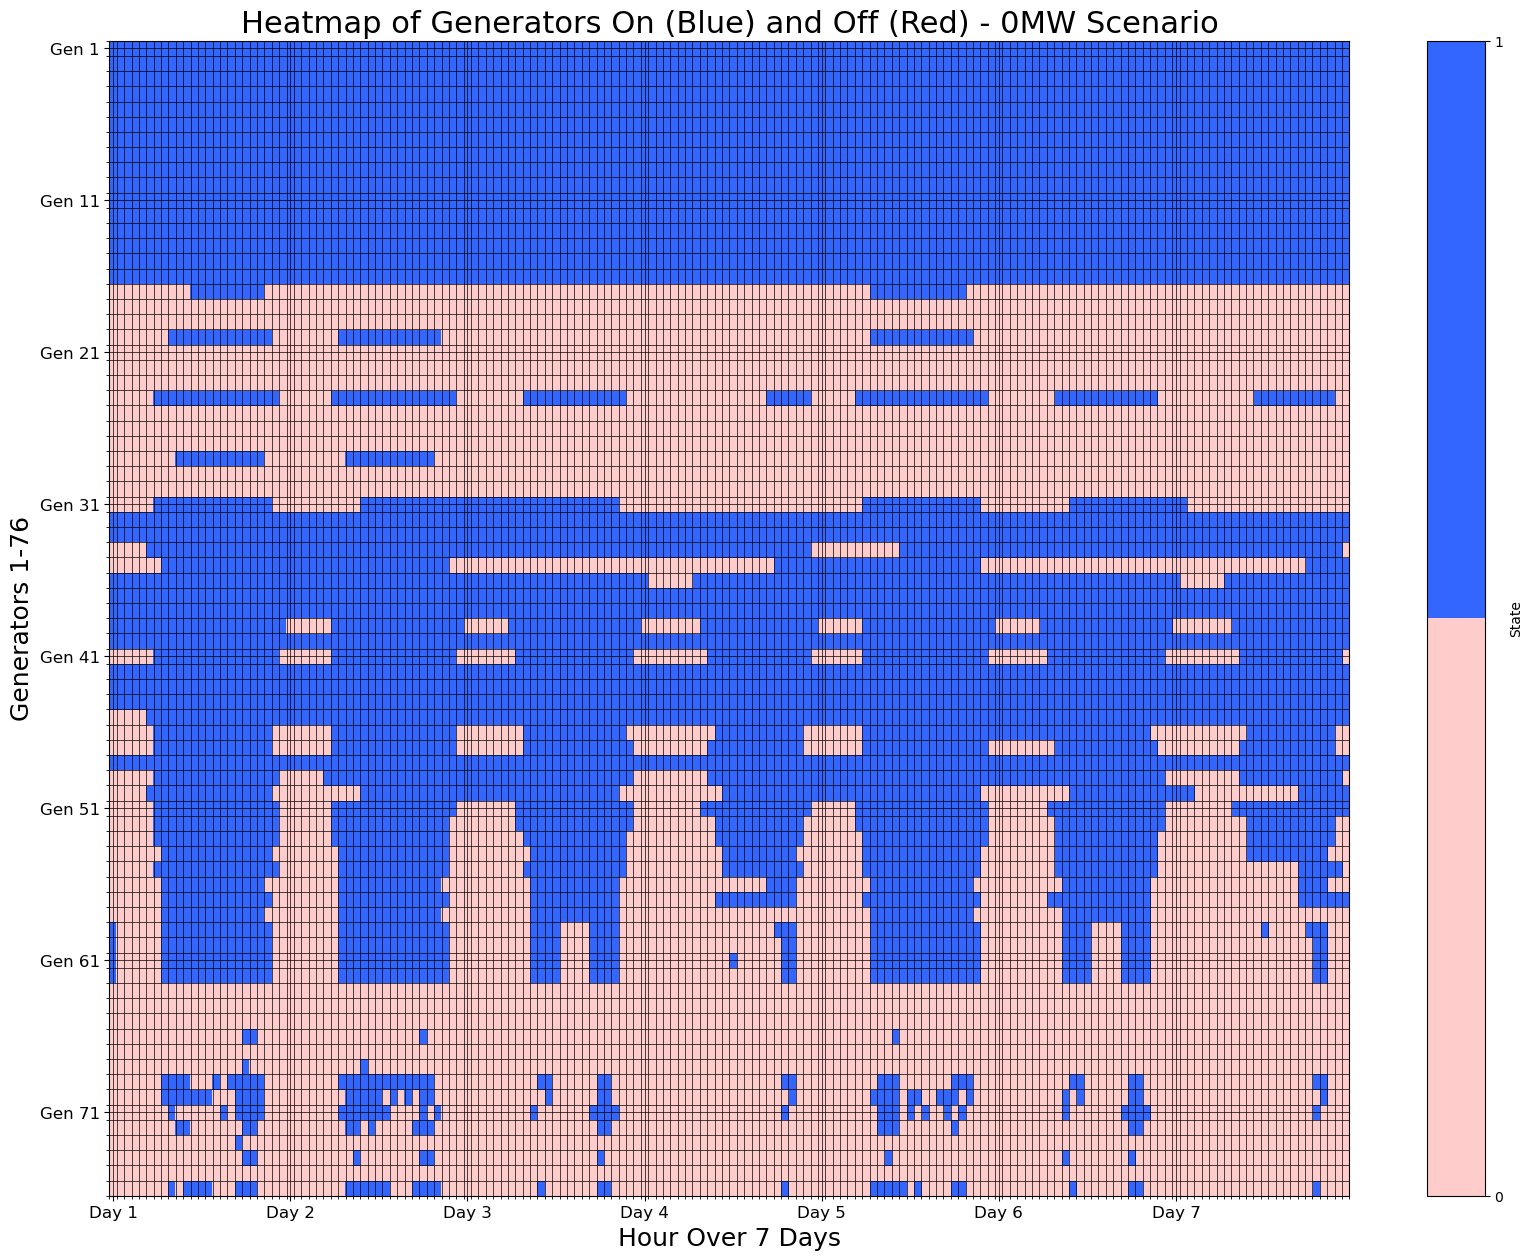 Heatmap of Generators On (Blue) and Off (Red) - 0MW Scenario
Gen 1
Gen 11
Gen 21
Gen 31
Gen 41
Gen 51
Gen 61
Gen 71
Generators 1-76
Day 1 Day 2 Day 3 Day 4 Day 5 Day 6 Day 7
Hour Over 7 Days
1
State
0